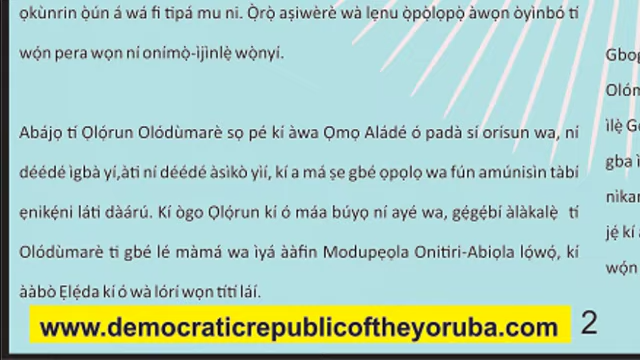 ọkùnrin ọ̀ún á wá fi tipá mu ni. Ọ̀rọ̀ aṣiwèrè wà lẹnu ọ̀pọ̀lọpọ̀ àwọn òyìnbó tí
wọ́n pera wọn ní onímọ̀-ìjìnlẹ̀ wọ̀nyí.
Gbog
Abájọ tí Ọlọ́run Olódùmarè sọ pé kí àwa Ọmọ Aládé ó padà sí orísun wa, ní
Olóm
déédé ìgbà yí,àti ní déédé àsìkò yìí, kí a má ṣe gbé ọpọlọ wa fún amúnisìn tàbí
ìlẹ̀ G
ẹnikẹ́ni láti dàárú. Kí ògo Ọlọ́run kí ó máa búyọ ní ayé wa, gẹ́gẹ́bí àlàkalẹ̀ tí
gba ì
nìkan
Olódùmarè ti gbé lé màmá wa ìyá ààfin Modupẹọla Onitiri-Abiọla lọ́wọ́, kí
jẹ́ kí
ààbò Ẹlẹ́da kí ó wà lórí wọn títí láí.
wọ́n
www.democraticrepublicoftheyoruba.com 2